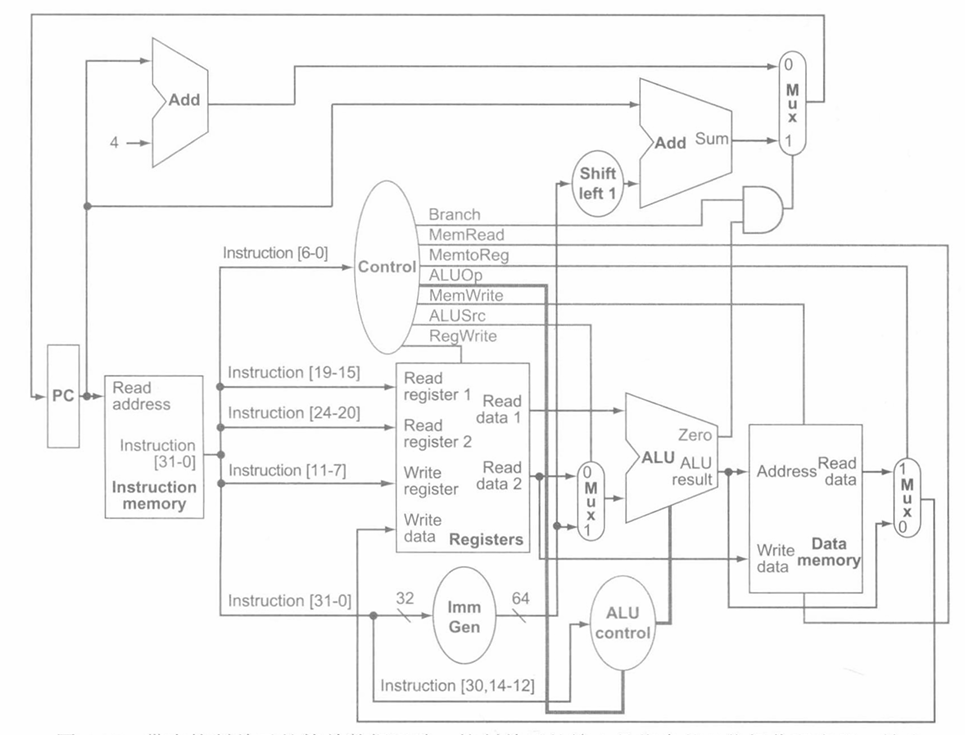 Add
4
0
Mux
1
Add Sum
Shift
left 1
Branch
MemRead
MemtoReg
ALUOp
MemWrite
ALUSrc
RegWrite
Control
Instruction [6-0]
Instruction [19-15]
Instruction [24-20]
Instruction [11-7]
Instruction [31-0]
Instruction [30,14-12]
PC
Read
address
Instruction
[31-0]
Instruction
memory
Read
register 1
Read
register 2
Write
register
Write
data
Read
data 1
Read
data 2
Registers
0
Mux
1
Zero
ALU
ALU
result
Address
Read
data
Write
data
Data
memory
1
Mux
0
32
Imm
Gen
64
ALU
control